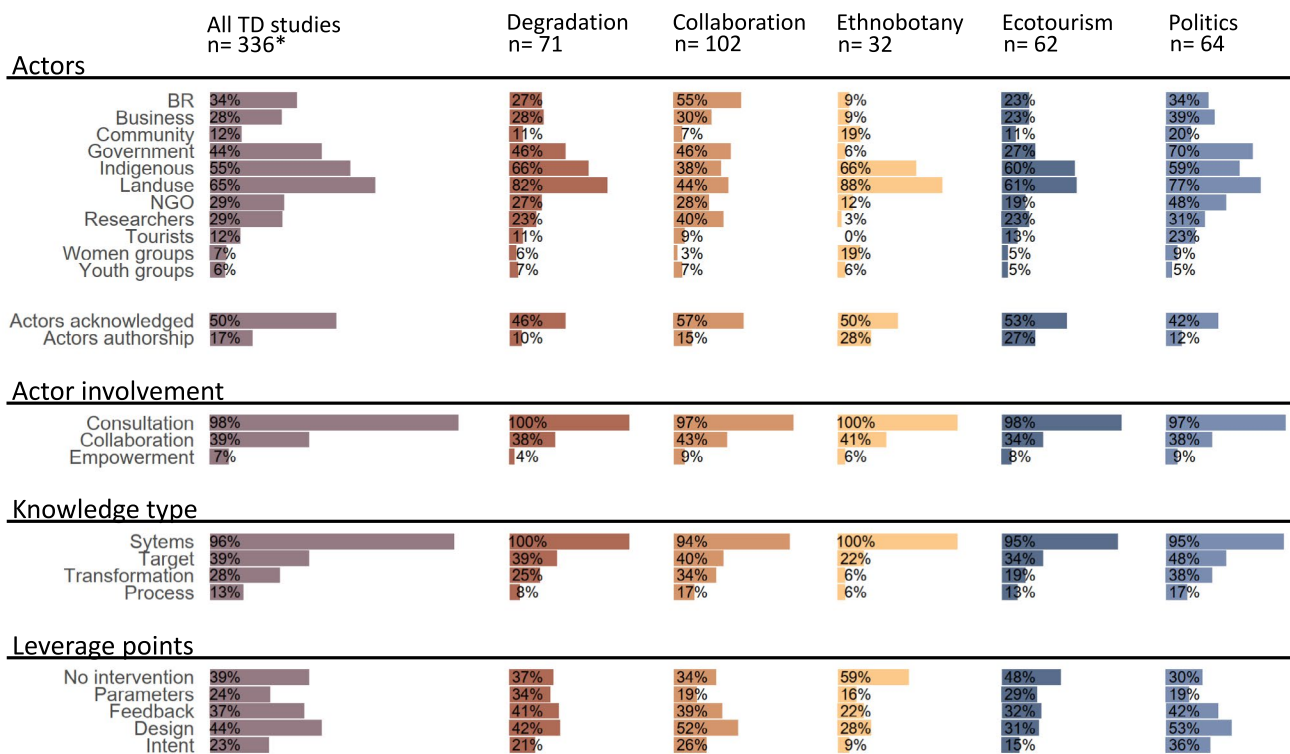 All TD studies Degradation Collaboration Ethnobotany Ecotourism Politics
n= 336* n= 71 n= 102 n= 32 n= 62 n= 64
Actors
BR 34% 27% 55% 9% 23% 34%
Business 28% 28% 30% 9% 23% 39%
Community 12% 11% 7% 19% 11% 20%
Government 44% 46% 46% 6% 27% 70%
Indigenous 55% 66% 38% 66% 60% 59%
Landuse 65% 82% 44% 88% 61% 77%
NGO 29% 27% 28% 12% 19% 48%
Researchers 29% 23% 40% 3% 23% 31%
Tourists 12% 11% 9% 0% 13% 23%
Women groups 7% 6% 3% 19% 5% 9%
Youth groups 6% 7% 7% 6% 5% 5%
Actors acknowledged 50% 46% 57% 50% 53% 42%
Actors authorship 17% 10% 15% 28% 27% 12%
Actor involvement
Consultation 98% 100% 97% 100% 98% 97%
Collaboration 39% 38% 43% 41% 34% 38%
Empowerment 7% 4% 9% 6% 8% 9%
Knowledge type
Sytems 96% 100% 94% 100% 95% 95%
Target 39% 39% 40% 22% 34% 48%
Transformation 28% 25% 34% 6% 19% 38%
Process 13% 8% 17% 6% 13% 17%
Leverage points
No intervention 39% 37% 34% 59% 48% 30%
Parameters 24% 34% 19% 16% 29% 19%
Feedback 37% 41% 39% 22% 32% 42%
Design 44% 42% 52% 28% 31% 53%
Intent 23% 21% 26% 9% 15% 36%